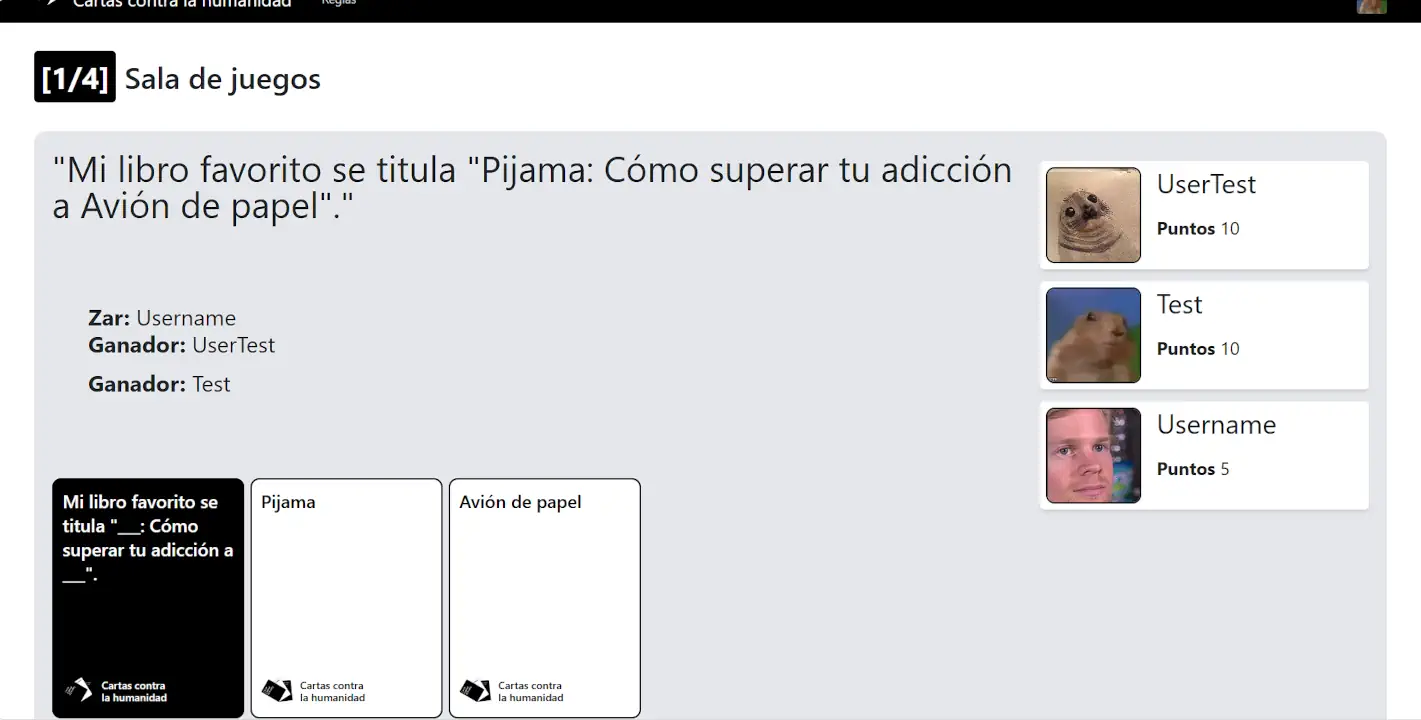 Cartas contra la humanidad
Reglas
[1/4] Sala de juegos
"Mi libro favorito se titula "Pijama: Cómo superar tu adicción
a Avión de papel"."
Zar: Username
Ganador: UserTest
Ganador: Test
UserTest
Puntos 10
Test
Puntos 10
Username
Puntos 5
Mi libro favorito se
titula "___: Cómo
superar tu adicción a
___".
Cartas contra
la humanidad
Pijama
Cartas contra
la humanidad
Avión de papel
Cartas contra
la humanidad